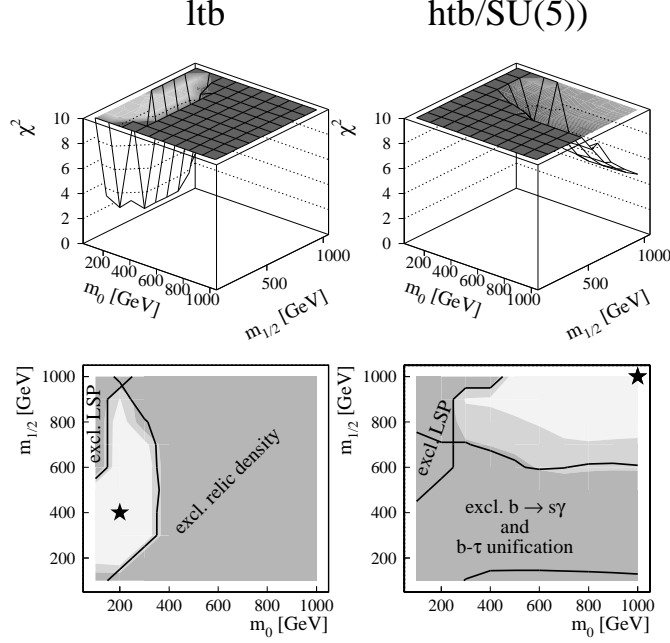 ltb
htb/SU(5))
χ²
10
8
6
4
2
0
200
400
600
800
1000
m0 [GeV]
500
1000
m1/2 [GeV]
χ²
10
8
6
4
2
0
200
400
600
800
1000
m0 [GeV]
500
1000
m1/2 [GeV]
m1/2 [GeV]
1000
800
600
400
200
excl. LSP
excl. relic density
200
400
600
800
1000
m0 [GeV]
m1/2 [GeV]
1000
800
600
400
200
excl. LSP
excl. b → sγ
and
b-τ unification
200
400
600
800
1000
m0 [GeV]